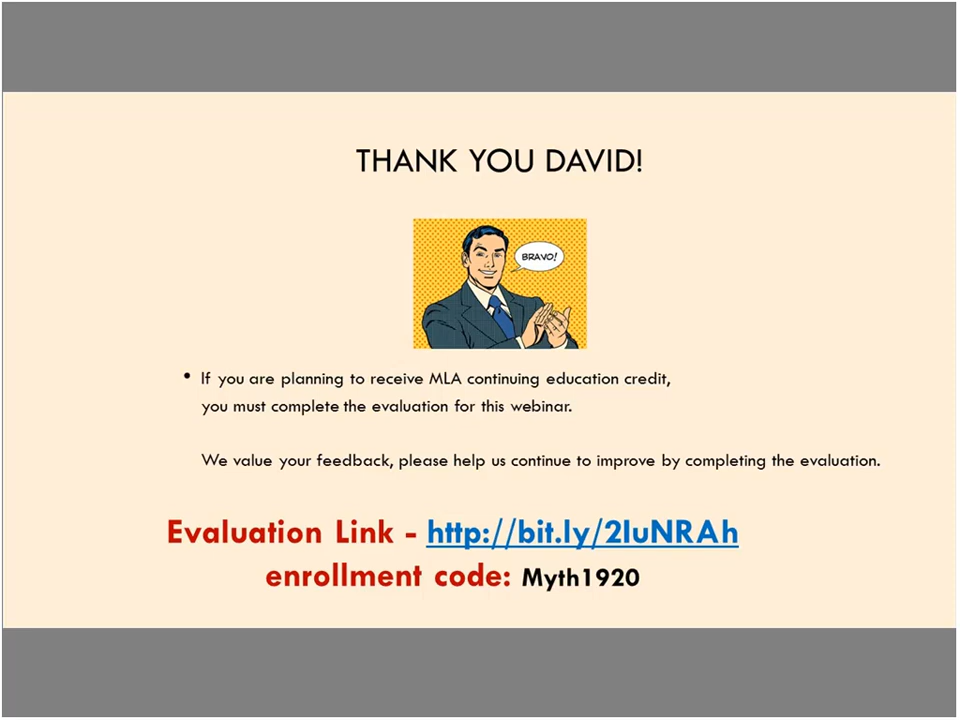 THANK YOU DAVID!
BRAVO!
• If you are planning to receive MLA continuing education credit,
you must complete the evaluation for this webinar.
We value your feedback, please help us continue to improve by completing the evaluation.
Evaluation Link - http://bit.ly/2IuNRAh
enrollment code: Myth1920